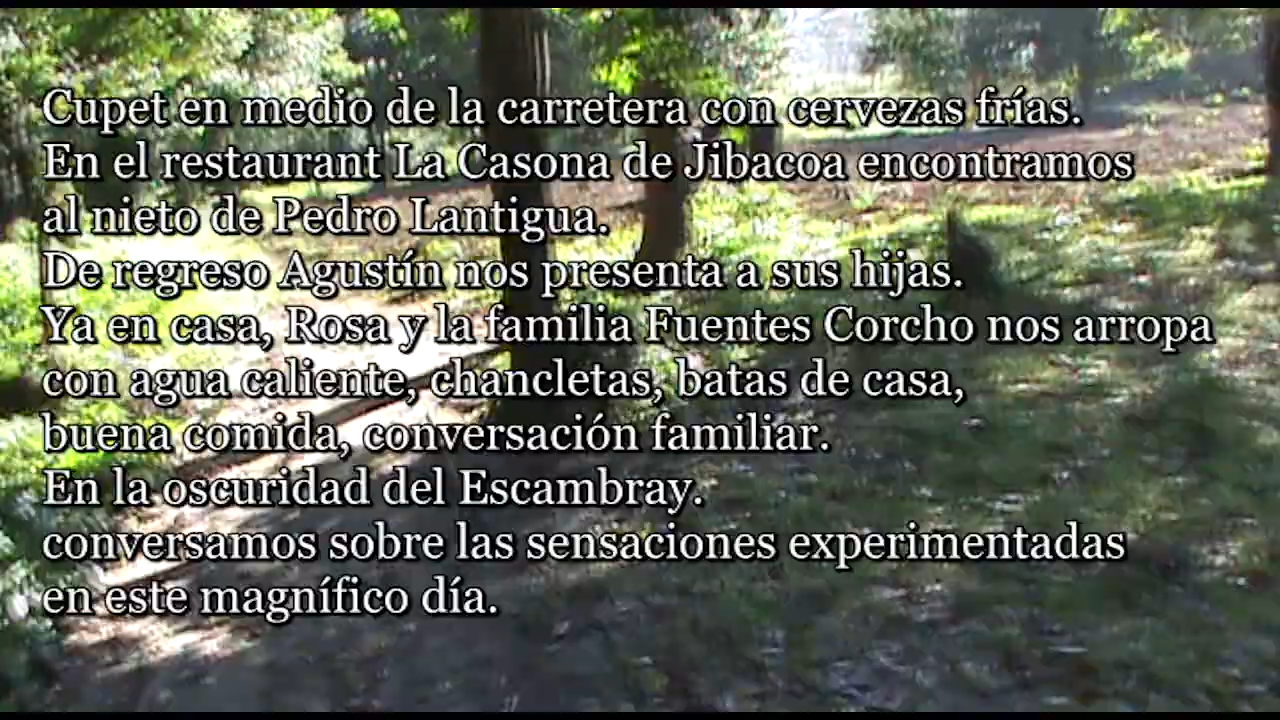 Cupet en medio de la carretera con cervezas frías.
En el restaurant La Casona de Jibacoa encontramos
al nieto de Pedro Lantigua.
De regreso Agustín nos presenta a sus hijas.
Ya en casa, Rosa y la familia Fuentes Corcho nos arropa
con agua caliente, chancletas, batas de casa,
buena comida, conversación familiar.
En la oscuridad del Escambray.
conversamos sobre las sensaciones experimentadas
en este magnífico día.